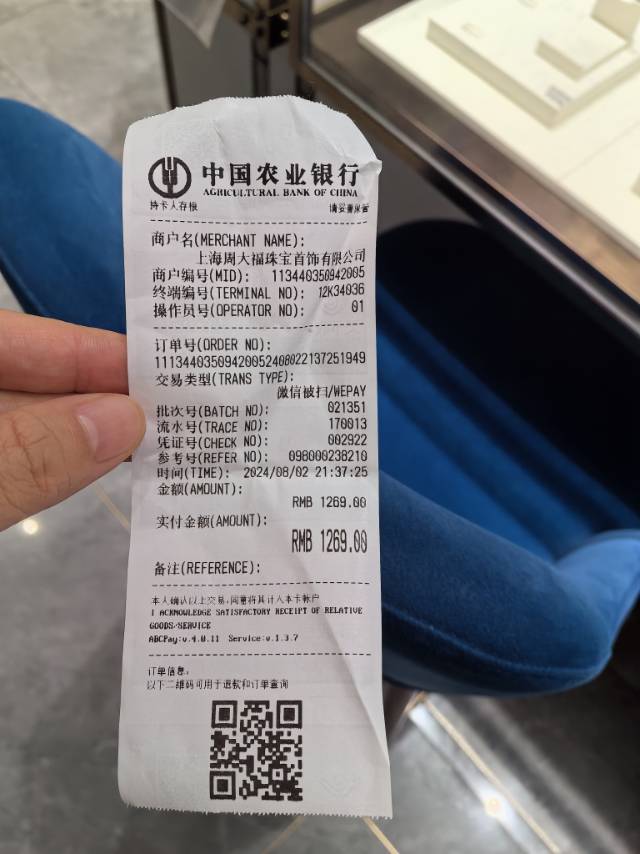 中国农业银行
AGRICULTURAL BANK OF CHINA
持卡人存根 请妥善保管
商户名(MERCHANT NAME):
上海周大福珠宝首饰有限公司
商户编号(MID): 113440350942005
终端编号(TERMINAL NO): 12K34036
操作员号(OPERATOR NO): 01
订单号(ORDER NO):
11134403509420052408022137251949
交易类型(TRANS TYPE):
微信被扫/WEPAY
批次号(BATCH NO): 021351
流水号(TRACE NO): 170013
凭证号(CHECK NO): 002922
参考号(REFER NO): 098000238210
时间(TIME): 2024/08/02 21:37:25
金额(AMOUNT):
RMB 1269.00
实付金额(AMOUNT):
RMB 1269.00
备注(REFERENCE):
本人确认以上交易,同意将其计入本卡帐户
I ACKNOWLEDGE SATISFACTORY RECEIPT OF RELATIVE
GOODS/SERVICE
ABCPay:v.4.0.11 Service:v.1.3.7
订单信息:
以下二维码可用于退款和订单查询